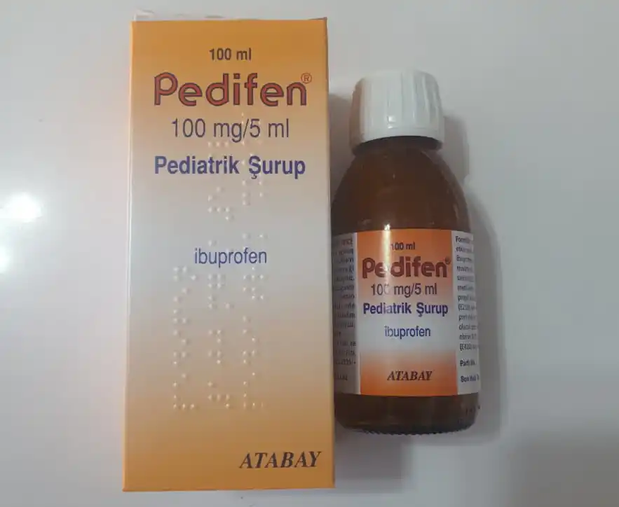 100 ml
Pedifen®
100 mg/5 ml
Pediatrik Şurup
ibuprofen
ATABAY
100 ml
Pedifen®
100 mg/5 ml
Pediatrik Şurup
ibuprofen
ATABAY